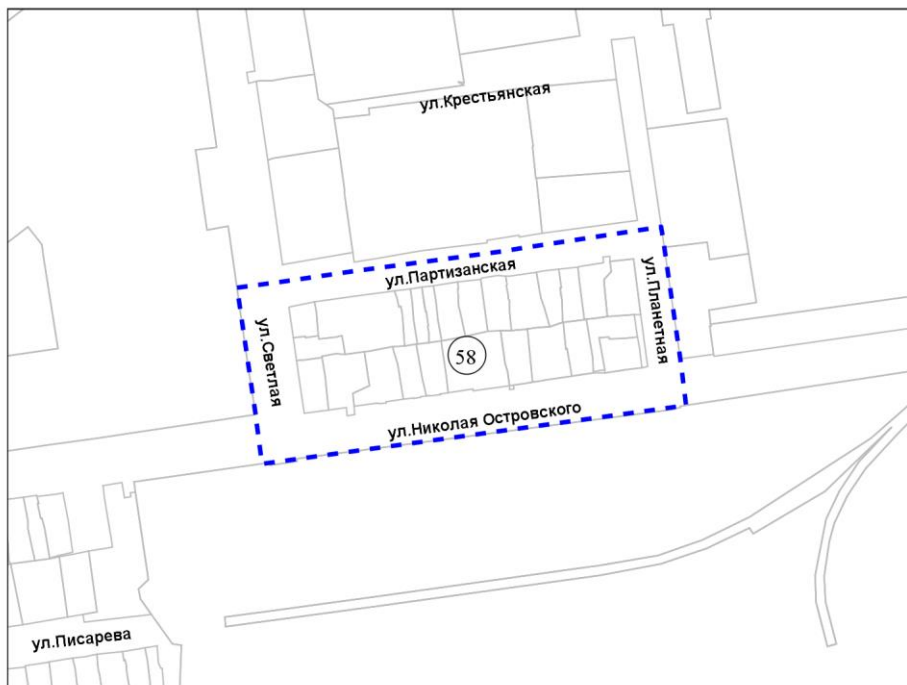 ул.Крестьянская
ул.Партизанская
ул.Планетная
ул.Светлая
58
ул.Николая Островского
ул.Писарева